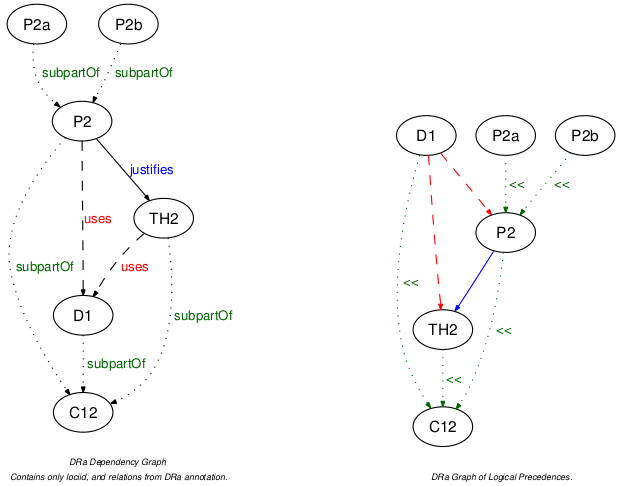 P2a
P2b
subpartOf
subpartOf
P2
justifies
TH2
uses
uses
subpartOf
D1
subpartOf
subpartOf
C12
DRa Dependency Graph
Contains only lociid, and relations from DRa annotation.
D1
P2a
P2b
<<
<<
P2
<<
TH2
<<
<<
C12
DRa Graph of Logical Precedences.